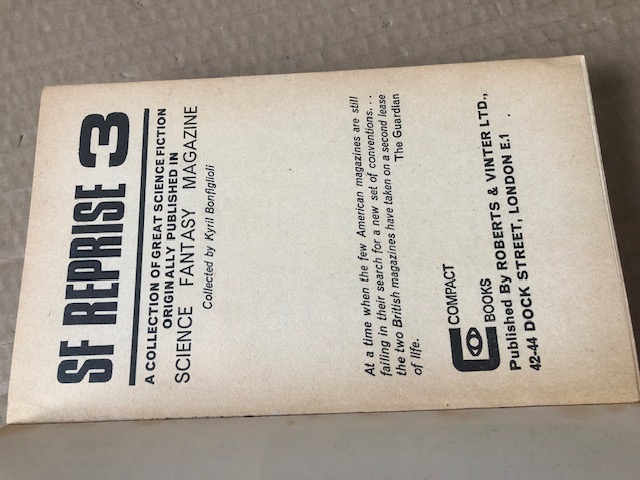 SF REPRISE 3
A COLLECTION OF GREAT SCIENCE FICTION
ORIGINALLY PUBLISHED IN
SCIENCE FANTASY MAGAZINE
Collected by Kyril Bonfiglioli
At a time when the few American magazines are still
failing in their search for a new set of conventions...
the two British magazines have taken on a second lease
of life.
The Guardian
COMPACT
BOOKS
Published By ROBERTS & VINTER LTD.,
42-44 DOCK STREET, LONDON E.1